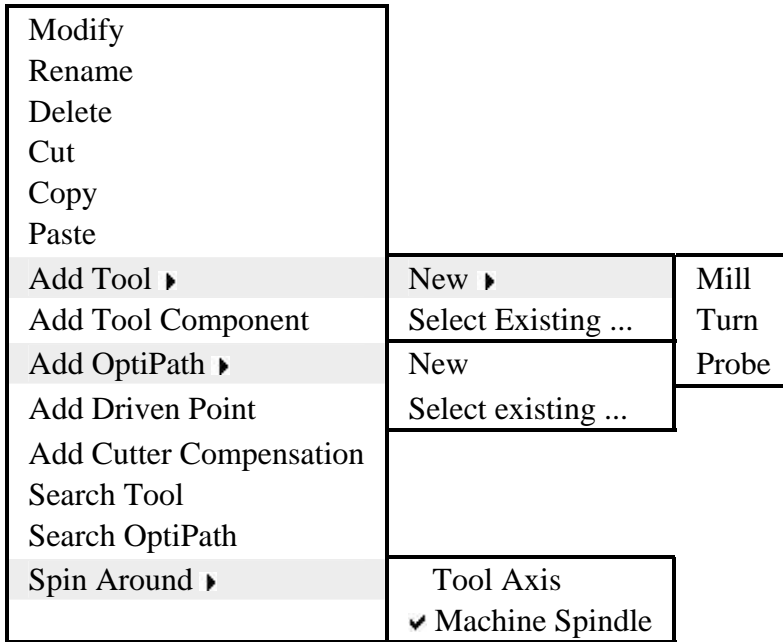 Modify
Rename
Delete
Cut
Copy
Paste
Add Tool New Mill
Add Tool Component Select Existing ... Turn
Add OptiPath New Probe
Add Driven Point Select existing ...
Add Cutter Compensation
Search Tool
Search OptiPath
Spin Around Tool Axis
Machine Spindle